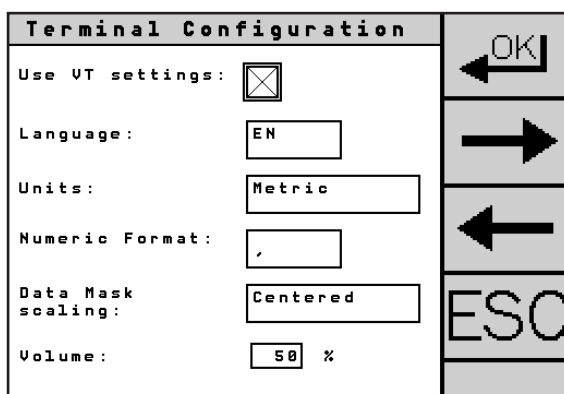 Terminal Configuration
OK
Use VT settings:
Language: EN
Units: Metric
Numeric Format: ,
Data Mask
scaling: Centered
Volume: 50 %
ESC